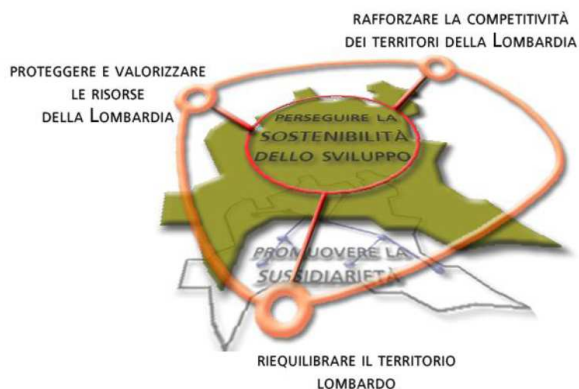 RAFFORZARE LA COMPETITIVITÀ
DEI TERRITORI DELLA LOMBARDIA
PROTEGGERE E VALORIZZARE
LE RISORSE
DELLA LOMBARDIA
PERSEGUIRE LA
SOSTENIBILITÀ
DELLO SVILUPPO
PROMUOVERE LA
SUSSIDIARIETÀ
RIEQUILIBRARE IL TERRITORIO
LOMBARDO